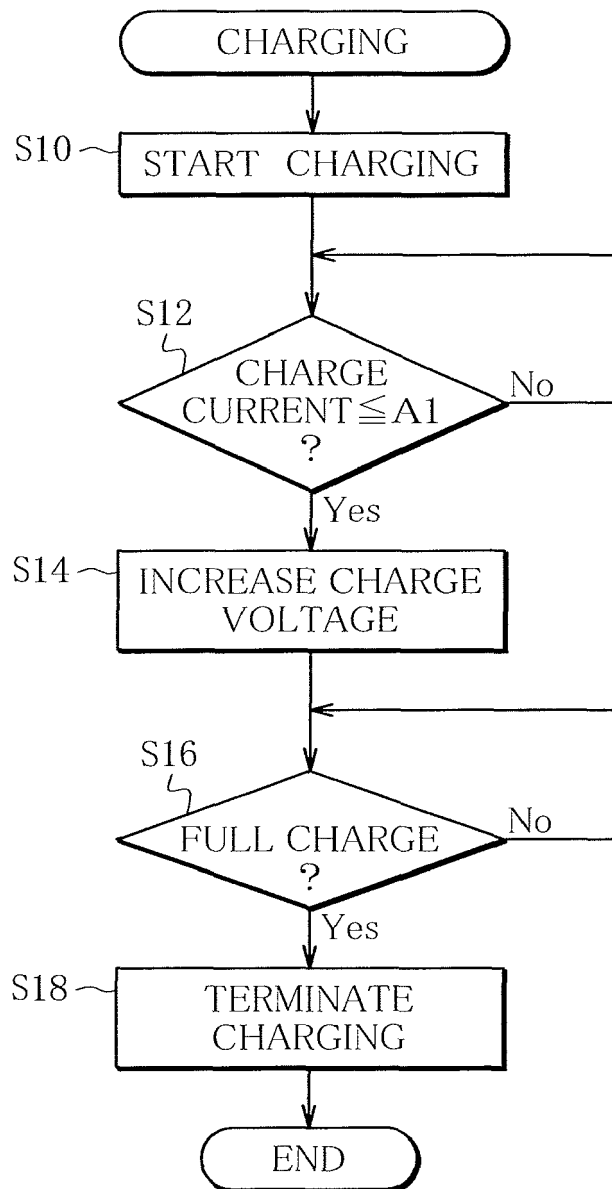 CHARGING
S10
START CHARGING
S12
CHARGE
CURRENT≦A1
?
No
Yes
S14
INCREASE CHARGE
VOLTAGE
S16
FULL CHARGE
?
No
Yes
S18
TERMINATE
CHARGING
END